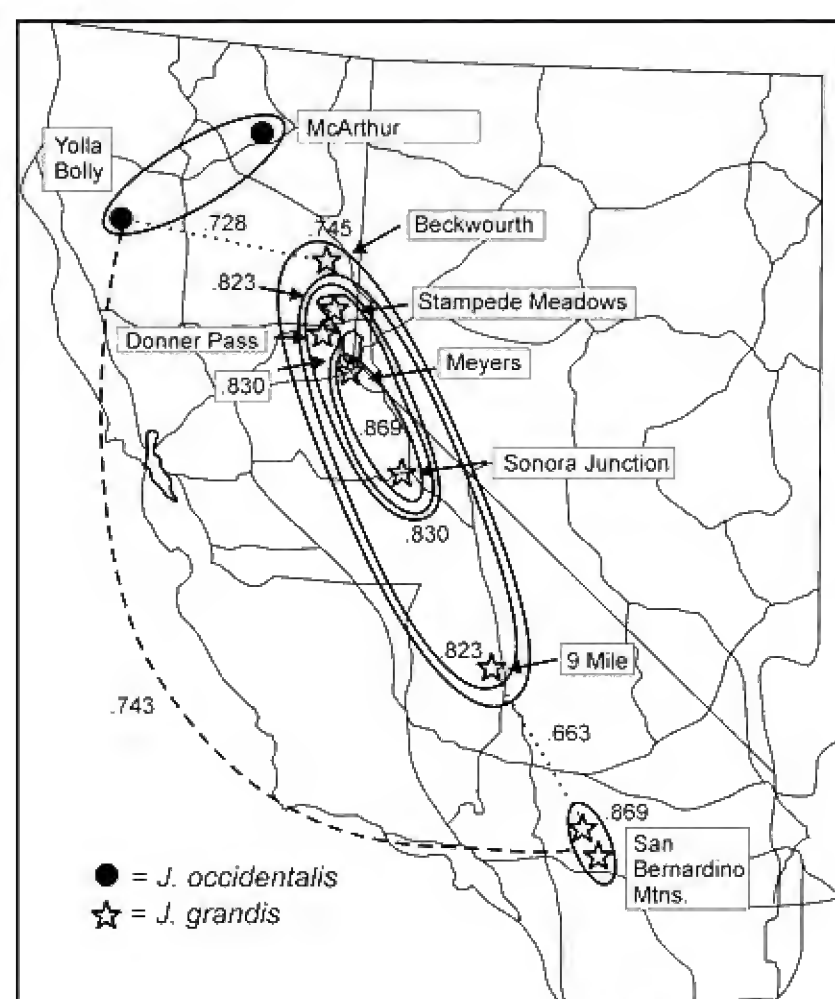 McArthur
Yolla
Bolly
.728
.745
Beckwourth
.823
Stampede Meadows
Donner Pass
Meyers
.830
.869
Sonora Junction
.830
.823
9 Mile
.743
.663
.869
San
Bernardino
Mtns.
= J. occidentalis
= J. grandis